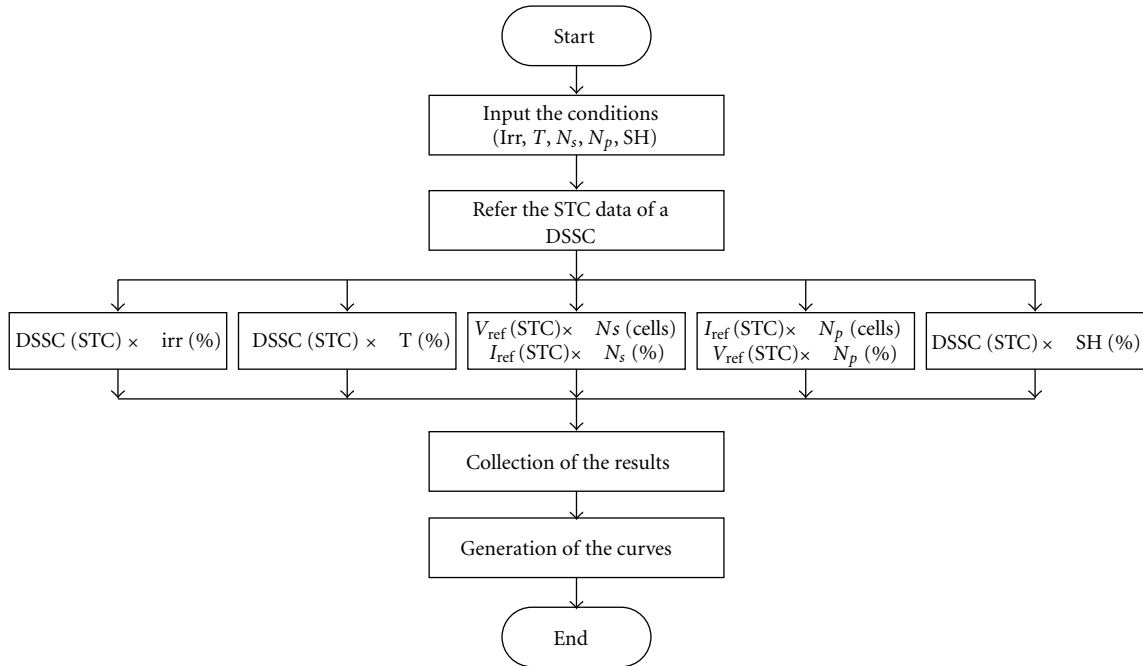 Start
Input the conditions
(Irr, T, Ns, Np, SH)
Refer the STC data of a
DSSC
DSSC (STC) × irr (%)
DSSC (STC) × T (%)
Vref (STC)× Ns (cells)
Iref (STC)× Ns (%)
Iref (STC)× Np (cells)
Vref (STC)× Np (%)
DSSC (STC) × SH (%)
Collection of the results
Generation of the curves
End